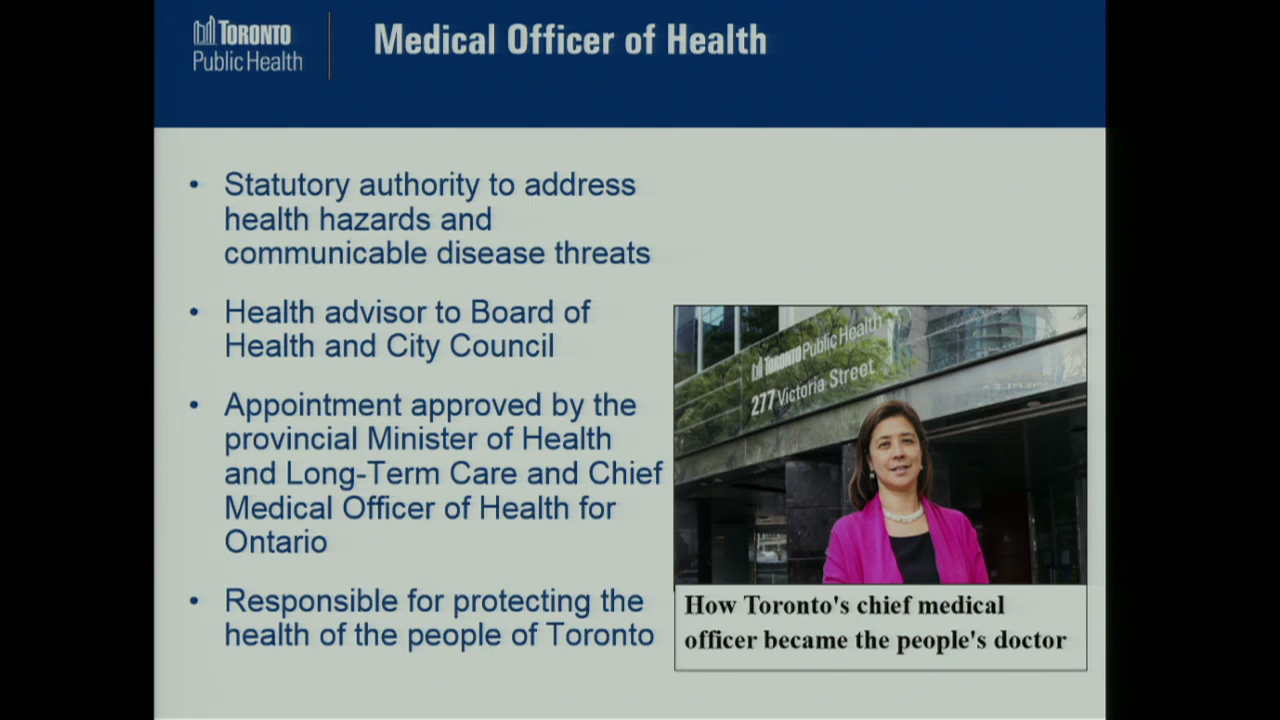 TORONTO
Public Health
Medical Officer of Health
• Statutory authority to address
health hazards and
communicable disease threats
• Health advisor to Board of
Health and City Council
• Appointment approved by the
provincial Minister of Health
and Long-Term Care and Chief
Medical Officer of Health for
Ontario
• Responsible for protecting the
health of the people of Toronto
TORONTO Public Health
277 Victoria Street
How Toronto's chief medical
officer became the people's doctor